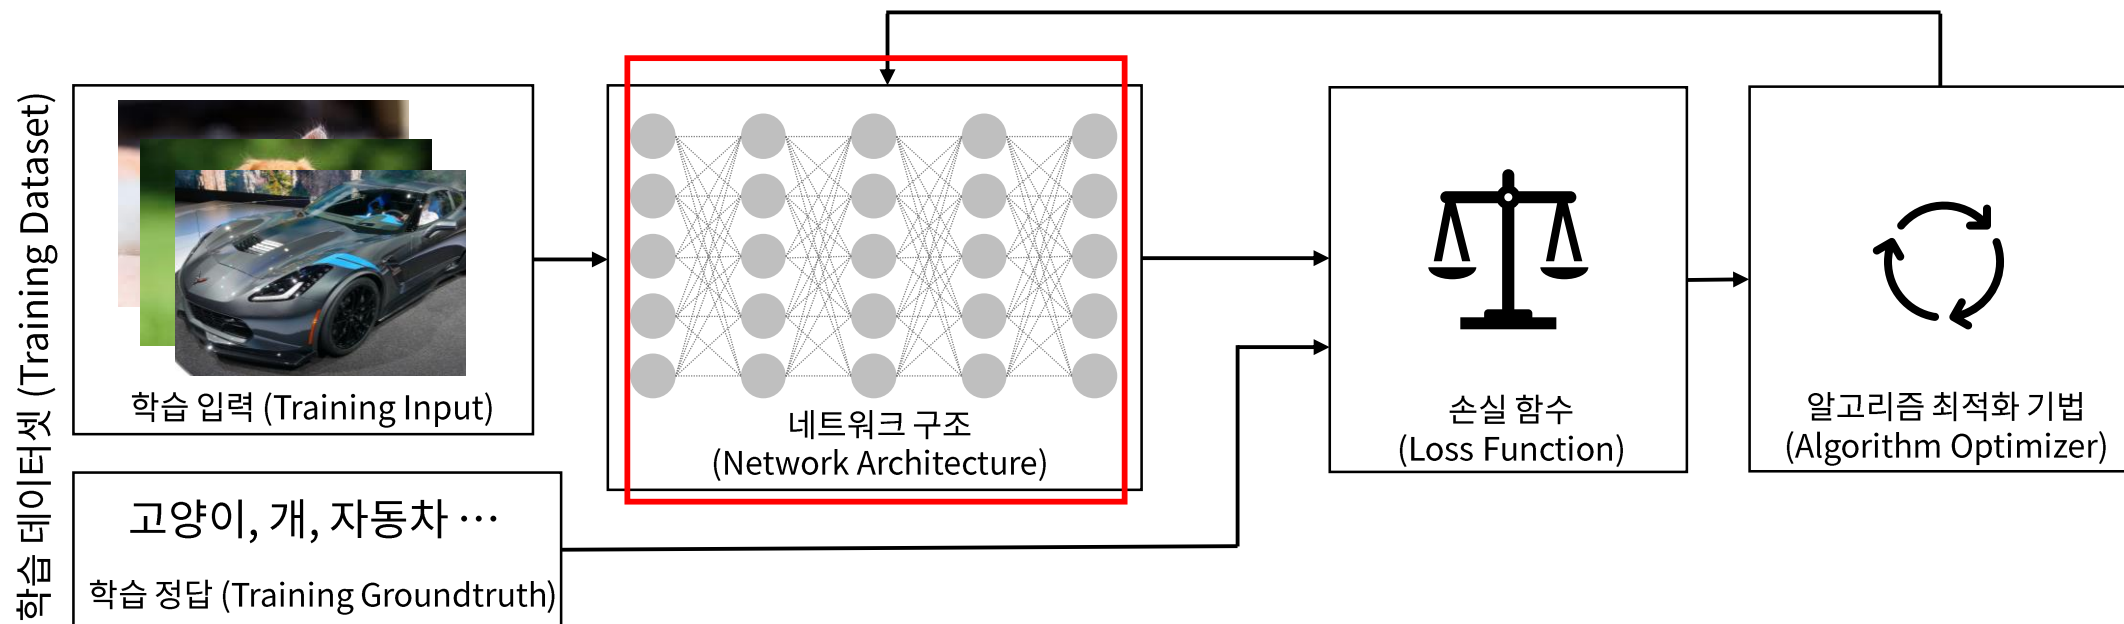 학습 데이터셋 (Training Dataset)
학습 입력 (Training Input)
고양이, 개, 자동차 …
학습 정답 (Training Groundtruth)
네트워크 구조
(Network Architecture)
손실 함수
(Loss Function)
알고리즘 최적화 기법
(Algorithm Optimizer)